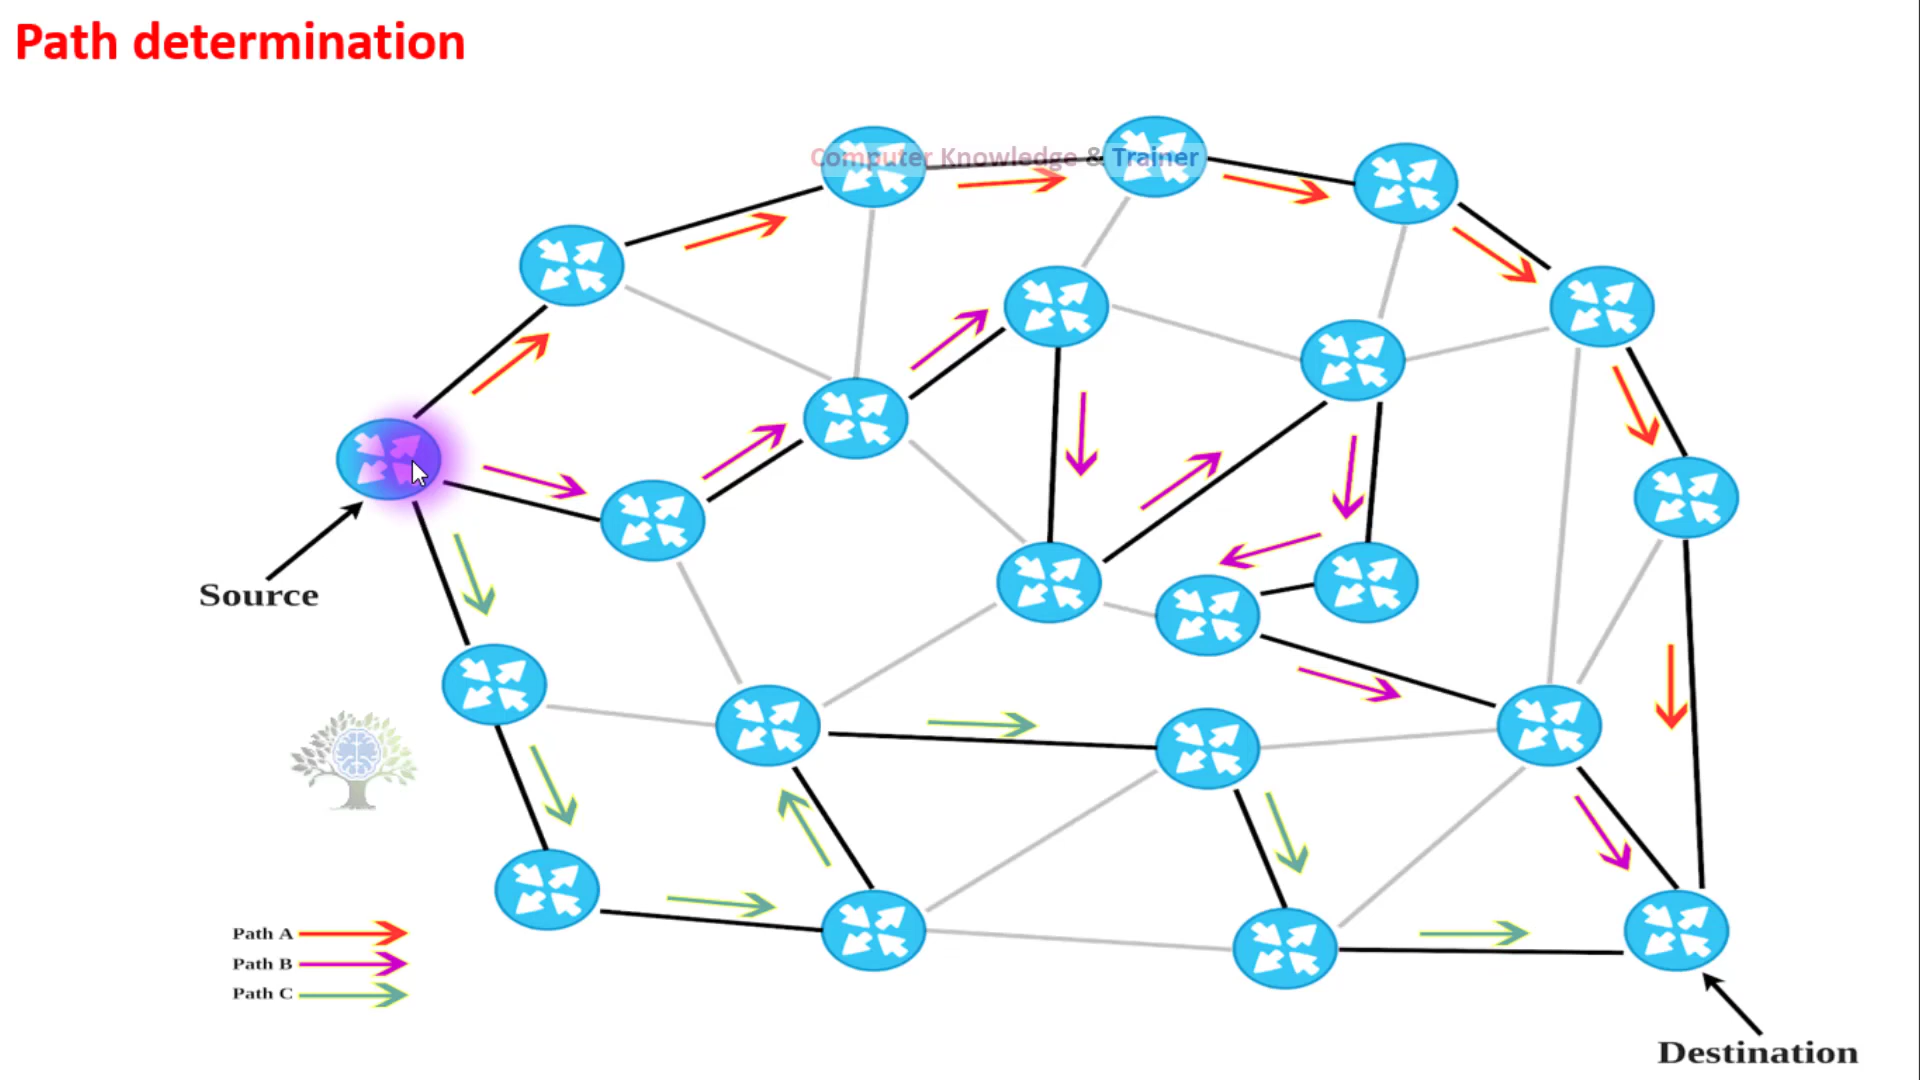 Path determination
Computer Knowledge & Trainer
Source
Path A
Path B
Path C
Destination